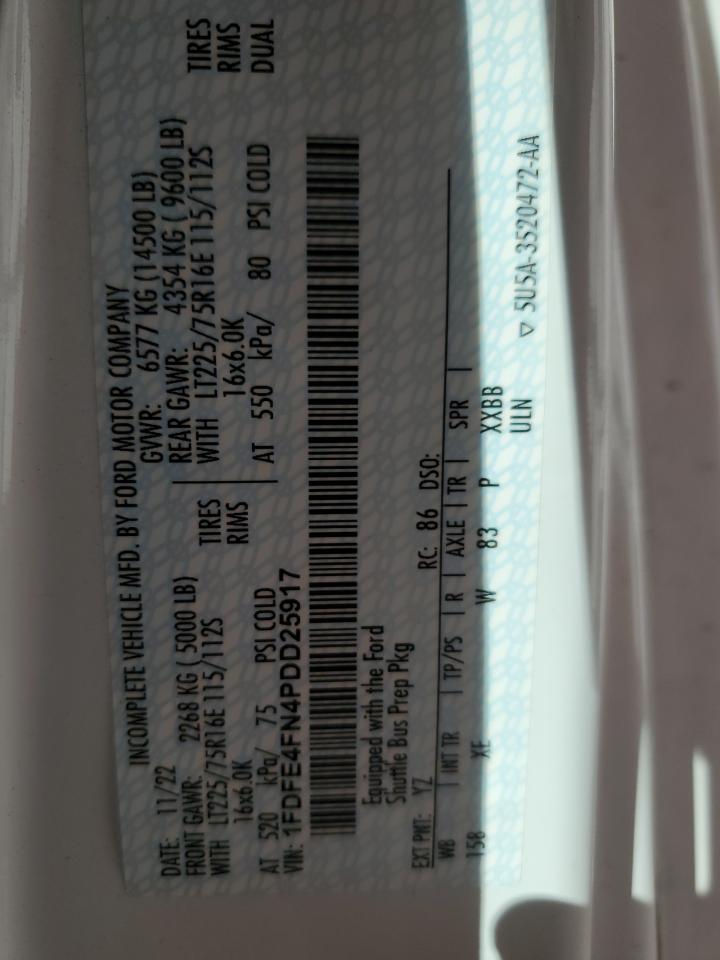 INCOMPLETE VEHICLE MFD. BY FORD MOTOR COMPANY
DATE: 11/22 GVWR: 6577 KG (14500 LB)
FRONT GAWR: 2268 KG ( 5000 LB) REAR GAWR: 4354 KG ( 9600 LB)
WITH LT225/75R16E 115/112S TIRES WITH LT225/75R16E 115/112S TIRES
16x6.0K RIMS 16x6.0K RIMS
AT 520 kPa/ 75 PSI COLD AT 550 kPa/ 80 PSI COLD DUAL
VIN: 1FDFE4FN4PDD25917
Equipped with the Ford
Shuttle Bus Prep Pkg
EXT PNT: YZ RC: 86 DSO:
WB | INT TR | TP/PS | R | AXLE | TR | SPR |
158 XE W 83 P XXBB
ULN
▽ 5U5A-3520472-AA